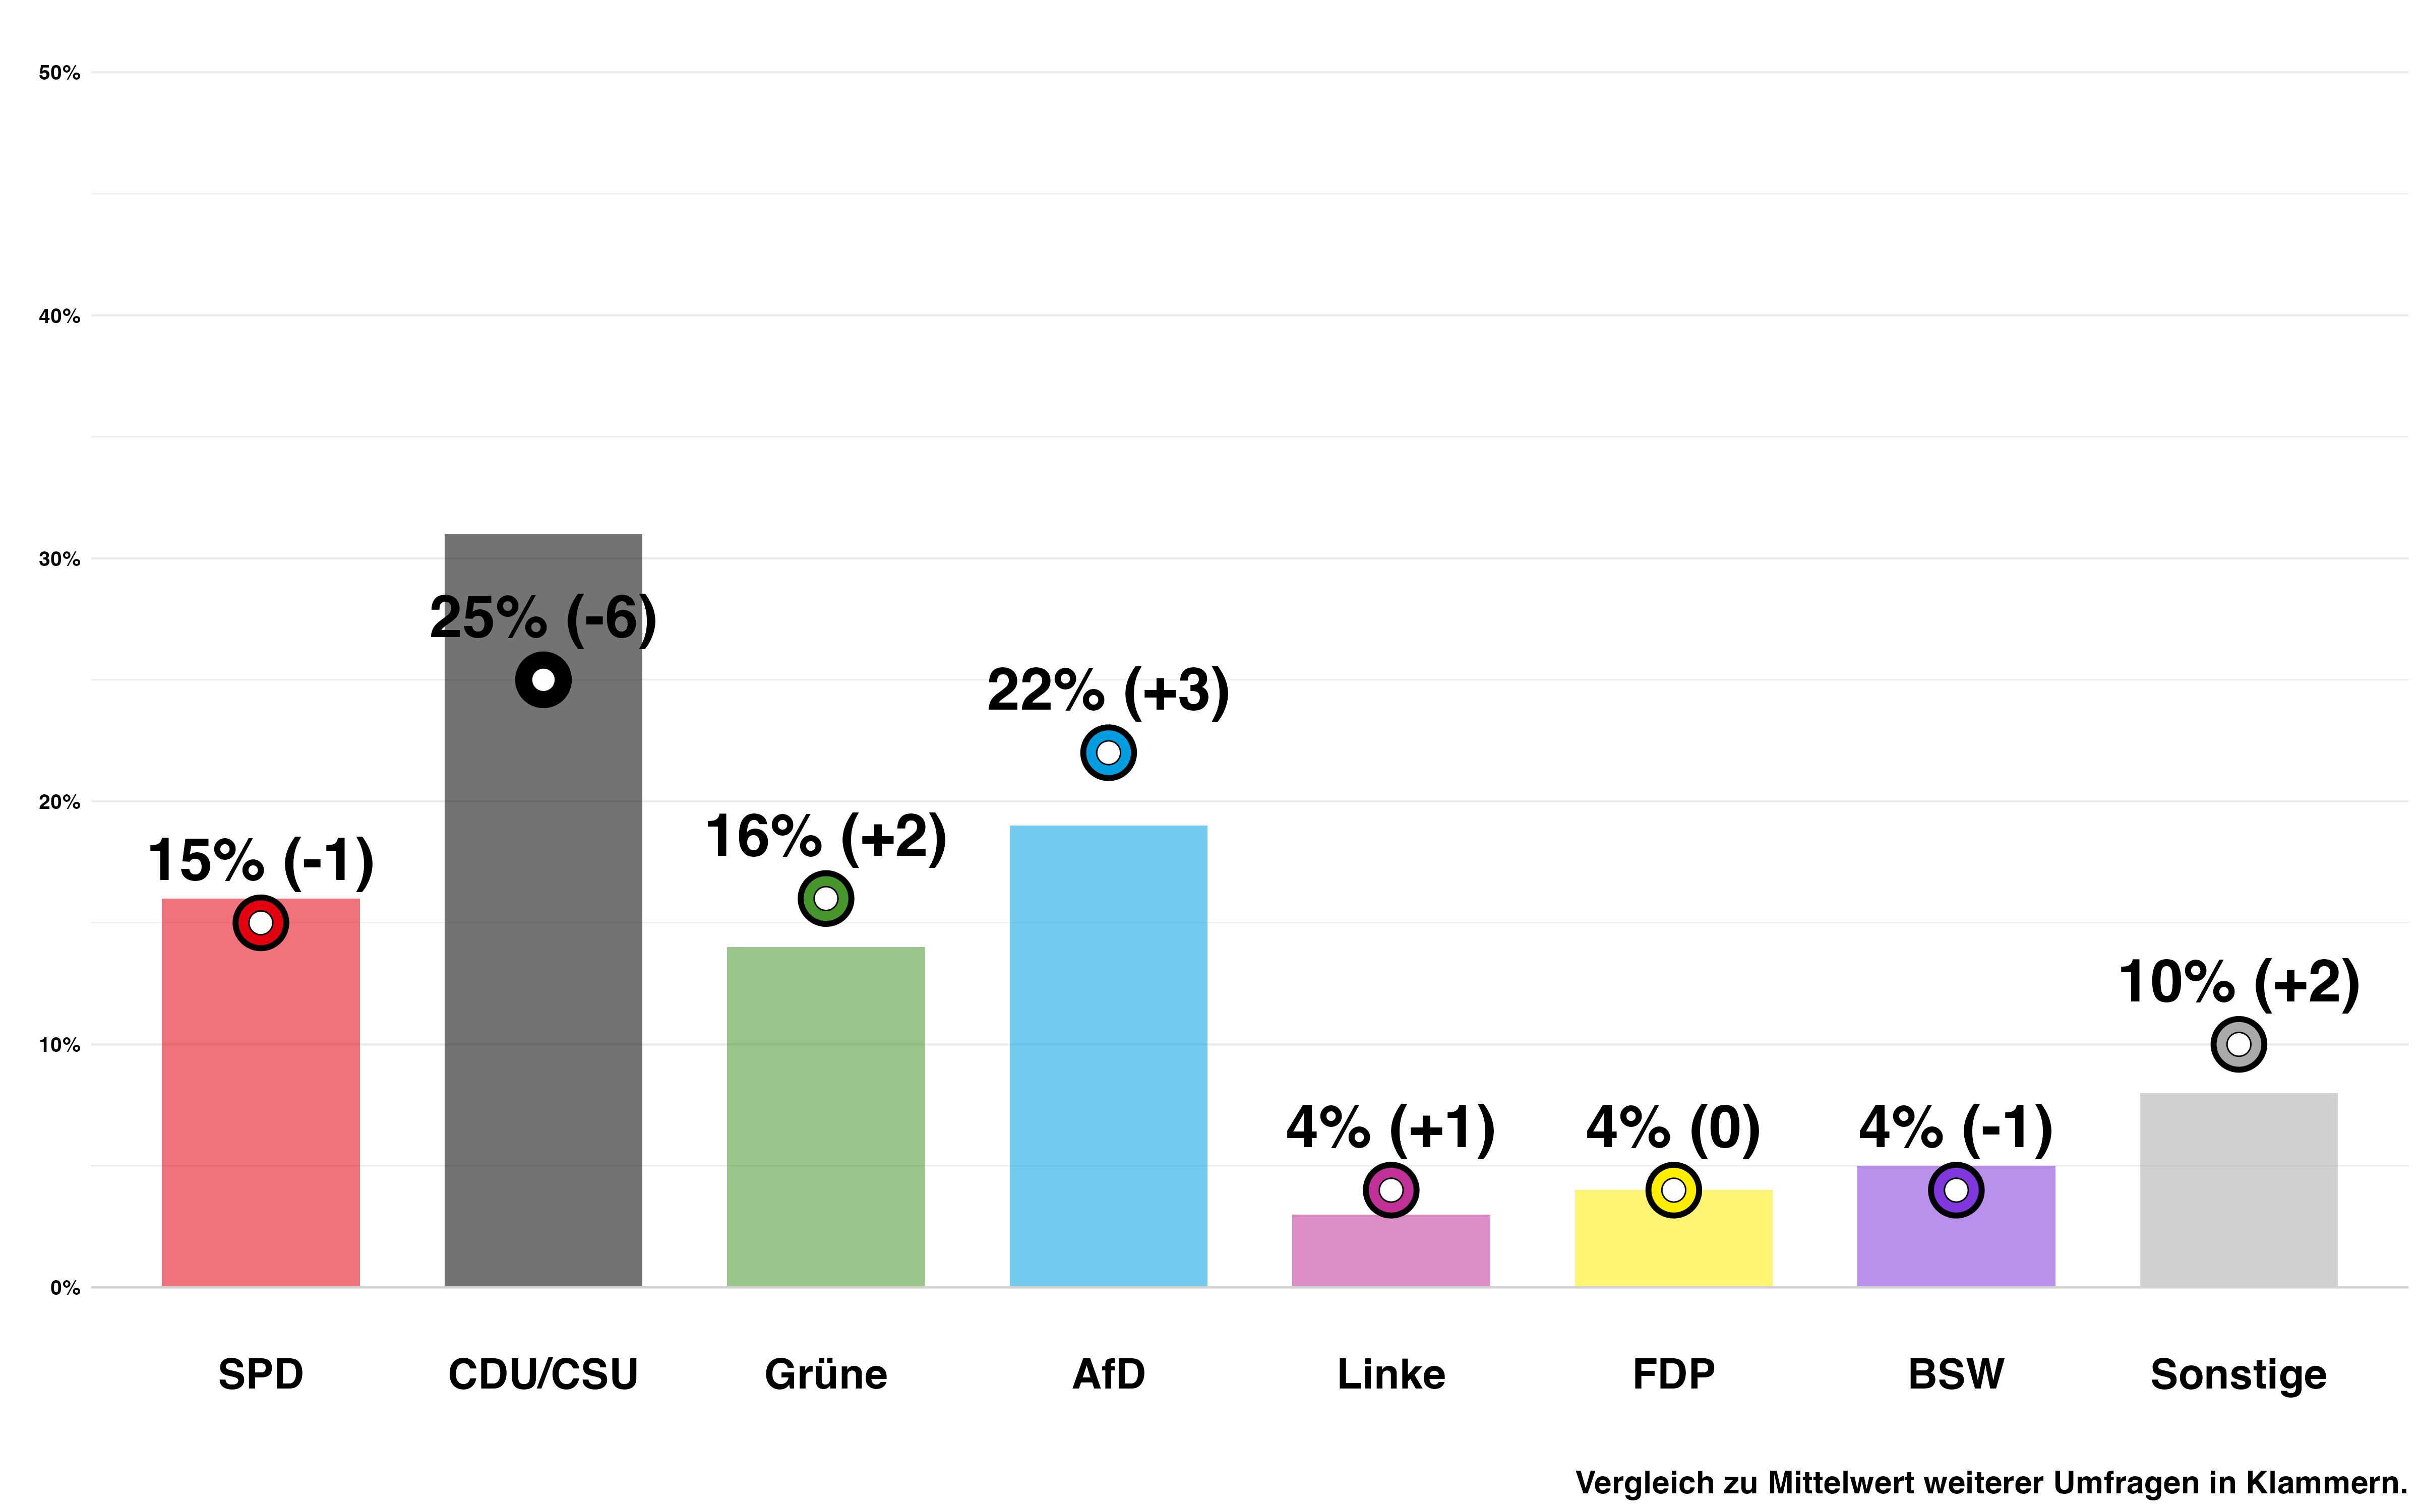 50%
40%
30%
25% (-6)
22% (+3)
20%
16% (+2)
15% (-1)
10% (+2)
10%
4% (+1)
4% (0)
4% (-1)
0%
SPD
CDU/CSU
Grüne
AfD
Linke
FDP
BSW
Sonstige
Vergleich zu Mittelwert weiterer Umfragen in Klammern.